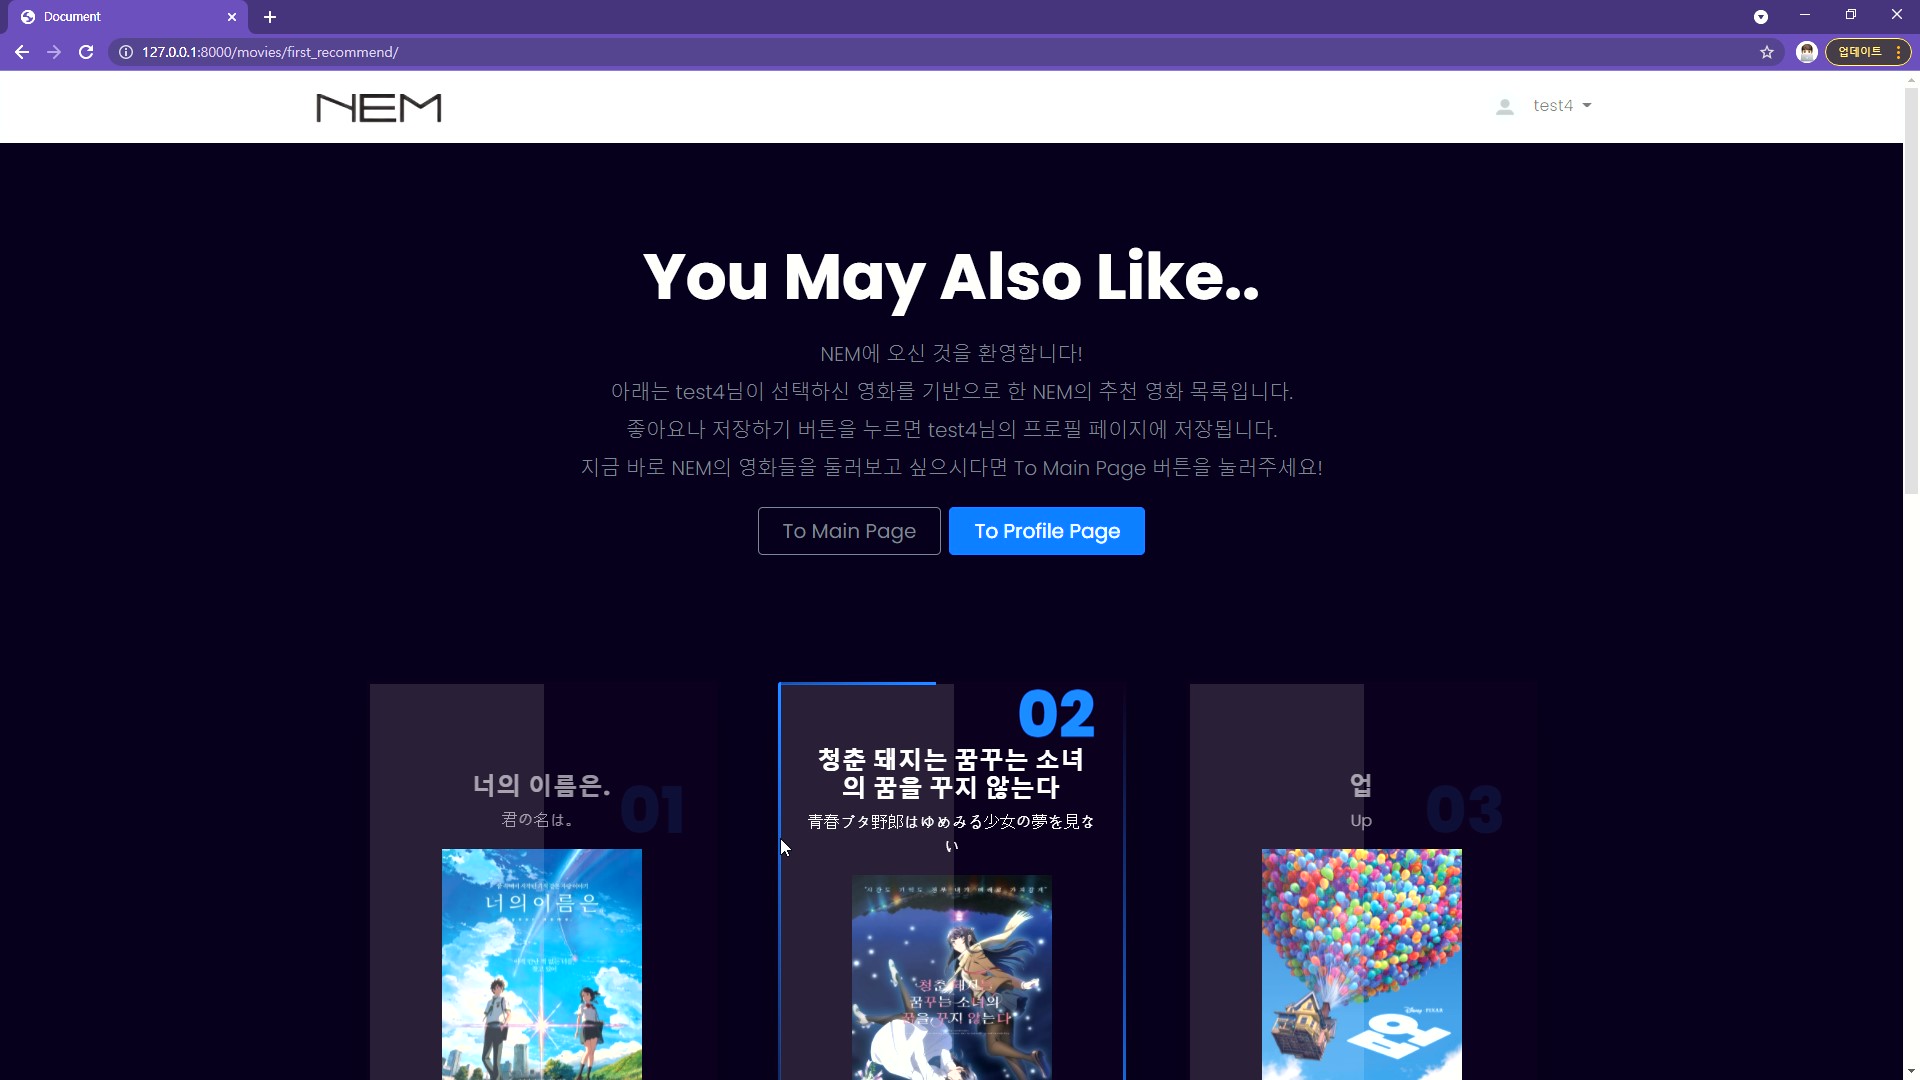 Document
127.0.0.1:8000/movies/first_recommend/
업데이트
NEM
test4
You May Also Like..
NEM에 오신 것을 환영합니다!
아래는 test4님이 선택하신 영화를 기반으로 한 NEM의 추천 영화 목록입니다.
좋아요나 저장하기 버튼을 누르면 test4님의 프로필 페이지에 저장됩니다.
지금 바로 NEM의 영화들을 둘러보고 싶으시다면 To Main Page 버튼을 눌러주세요!
To Main Page
To Profile Page
01
너의 이름은.
君の名は。
너의 이름은
02
청춘 돼지는 꿈꾸는 소녀
의 꿈을 꾸지 않는다
青春ブタ野郎はゆめみる少女の夢を見な
い
청춘 돼지는
꿈꾸는 소녀의
꿈을 꾸지 않는다
03
업
Up
Disney · PIXAR
업